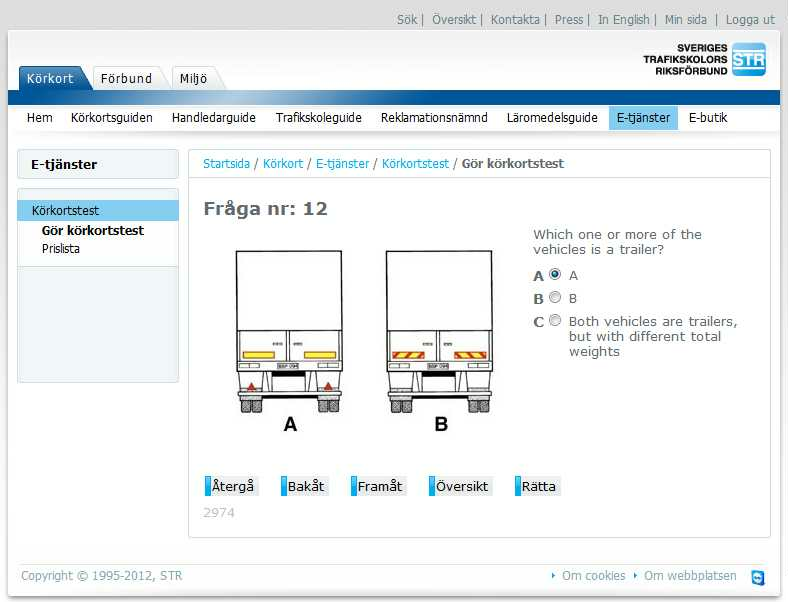 Sök | Översikt | Kontakta | Press | In English | Min sida | Logga ut
SVERIGES
TRAFIKSKOLORS
RIKSFÖRBUND
STR
Körkort Förbund Miljö
Hem Körkortsguiden Handledarguide Trafikskoleguide Reklamationsnämnd Läromedelsguide E-tjänster E-butik
E-tjänster
Körkortstest
Gör körkortstest
Prislista
Startsida / Körkort / E-tjänster / Körkortstest / Gör körkortstest
Fråga nr: 12
Which one or more of the
vehicles is a trailer?
A A
B B
C Both vehicles are trailers,
but with different total
weights
A B
Återgå Bakåt Framåt Översikt Rätta
2974
Copyright © 1995-2012, STR
Om cookies Om webbplatsen